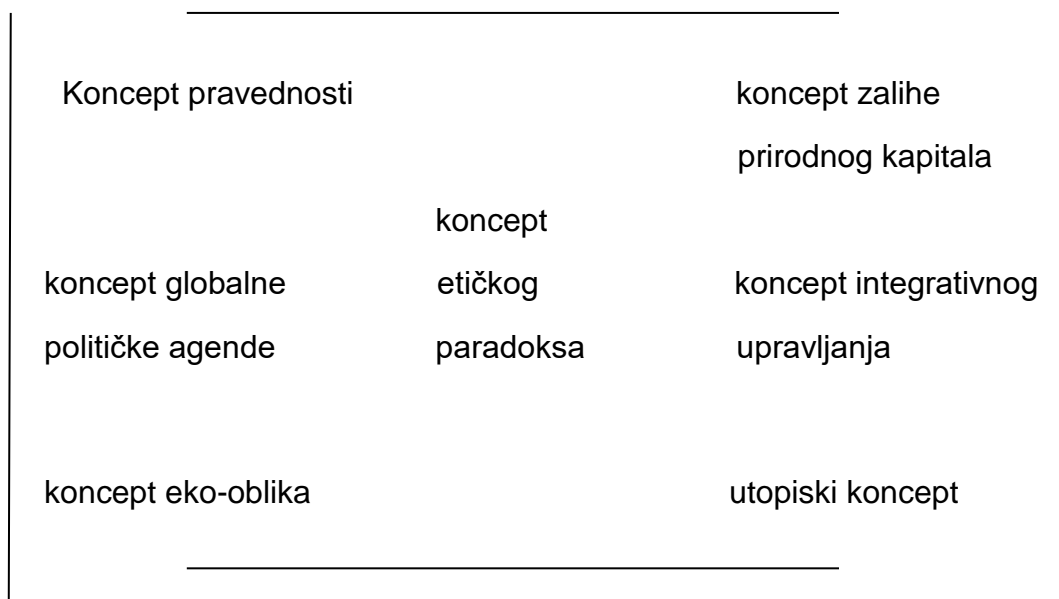 Koncept pravednosti
koncept zalihe
prirodnog kapitala
koncept
etičkog
paradoksa
koncept globalne
političke agende
koncept integrativnog
upravljanja
koncept eko-oblika
utopiski koncept